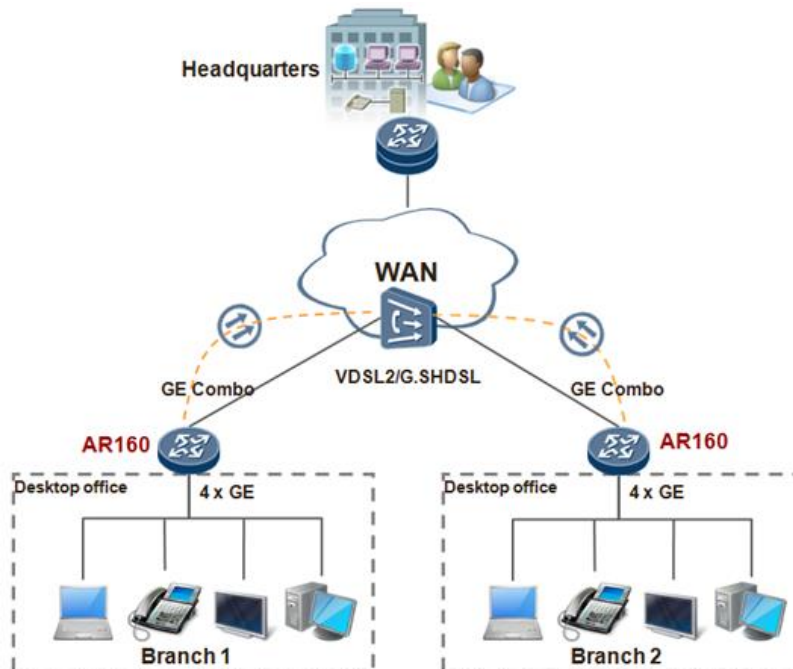 Headquarters
WAN
VDSL2/G.SHDSL
GE Combo
GE Combo
AR160
AR160
Desktop office
4 x GE
Desktop office
4 x GE
Branch 1
Branch 2